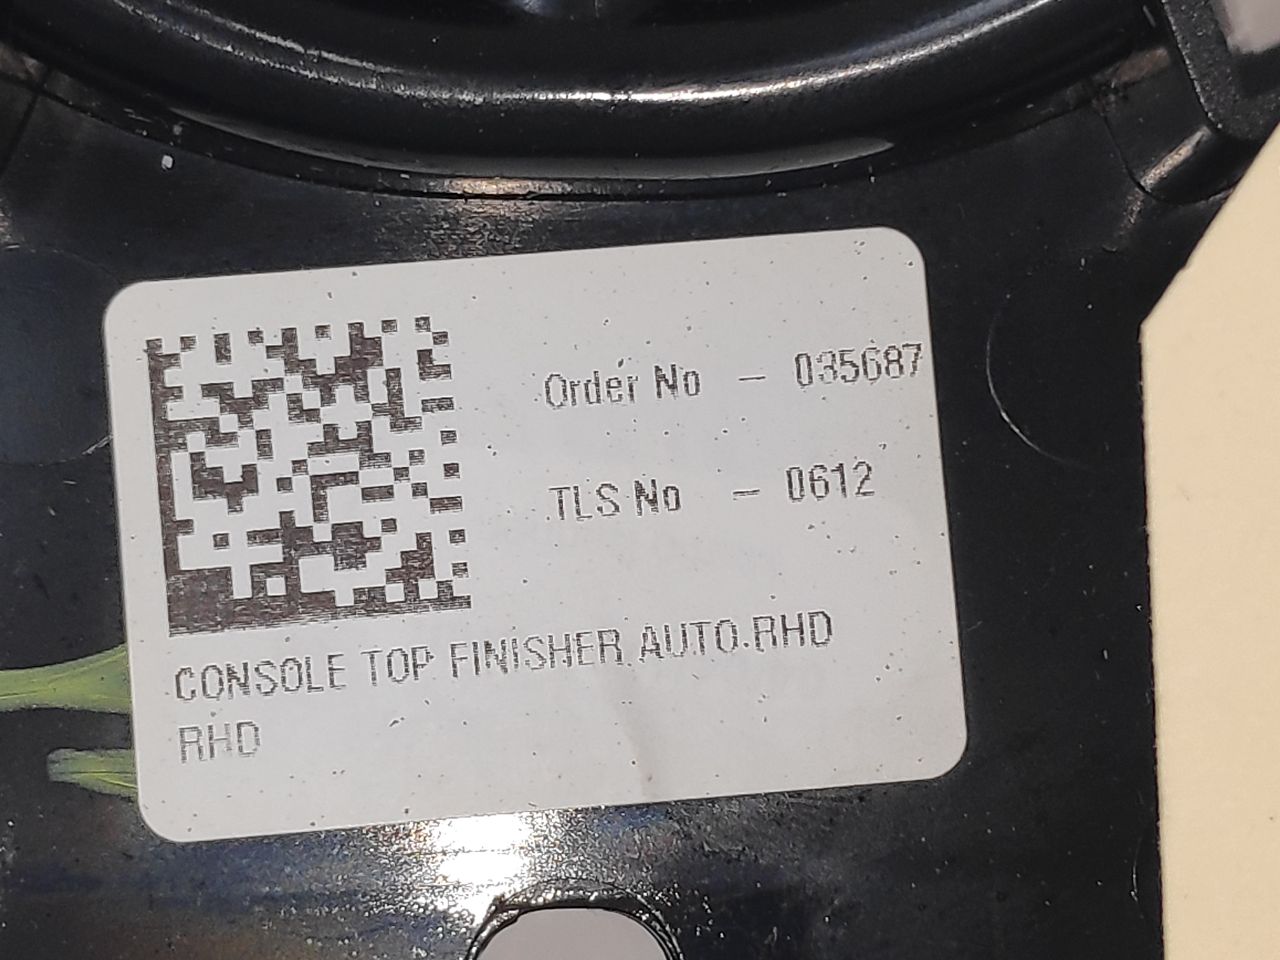 Order No - 035687
TLS No - 0612
CONSOLE TOP FINISHER AUTO.RHD
RHD